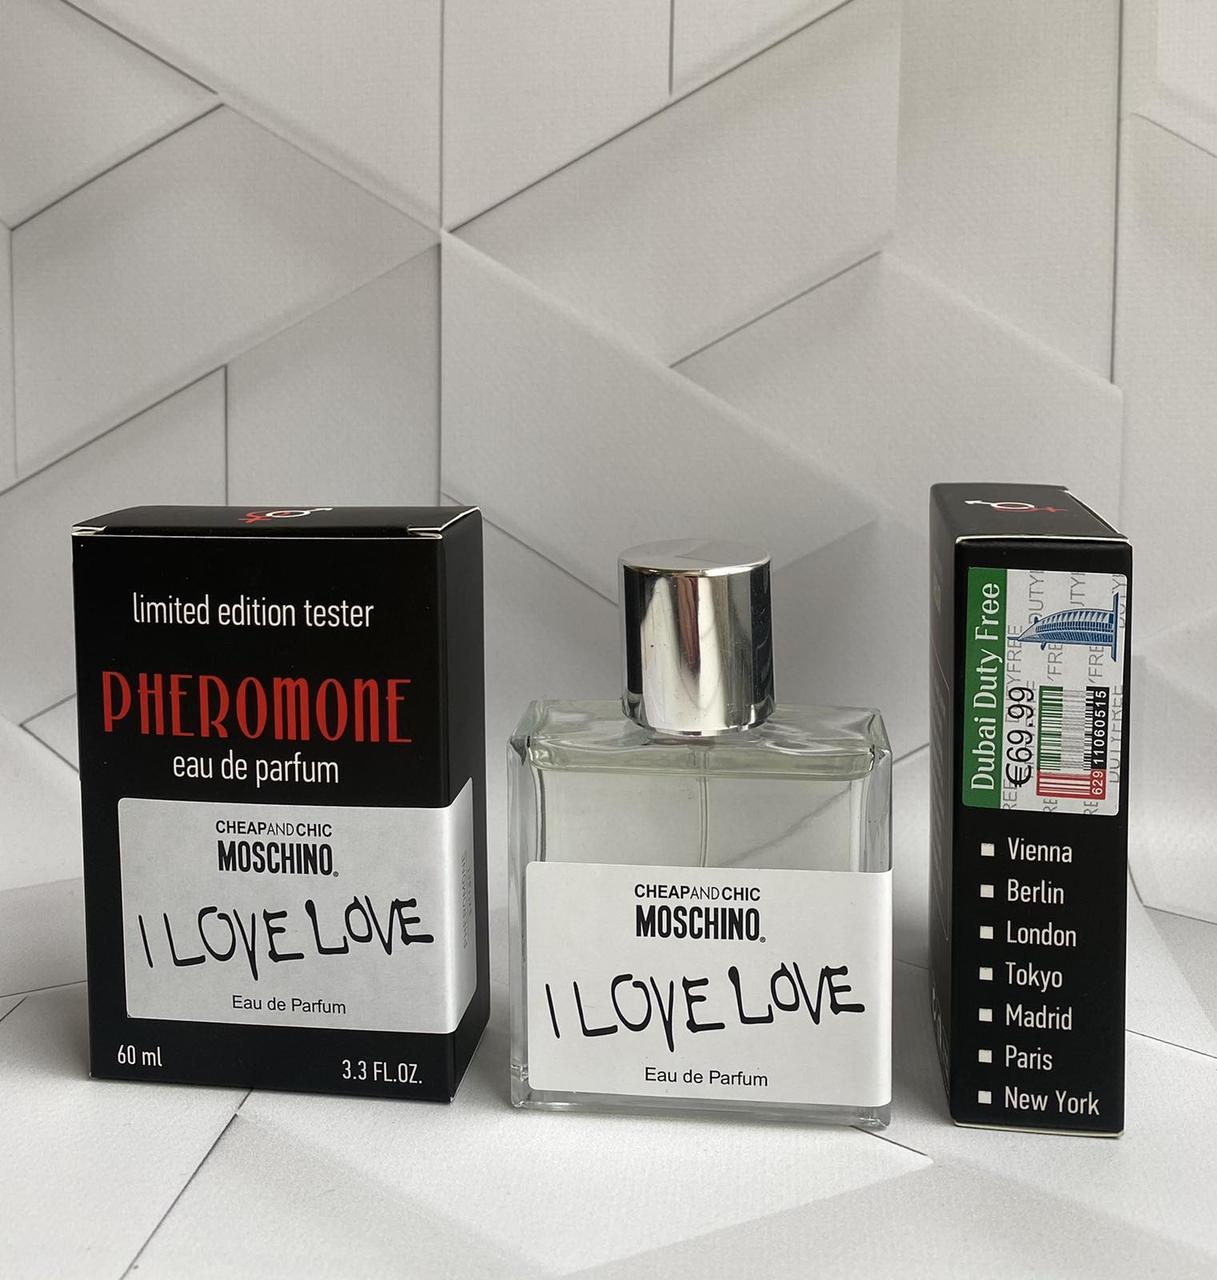 limited edition tester
PHEROMONE
eau de parfum
CHEAPANDCHIC
MOSCHINO®
I LOVE LOVE
Eau de Parfum
60 ml
3.3 FL.OZ.
CHEAPANDCHIC
MOSCHINO®
I LOVE LOVE
Eau de Parfum
Dubai Duty Free
€69.99
629 11060515
Vienna
Berlin
London
Tokyo
Madrid
Paris
New York